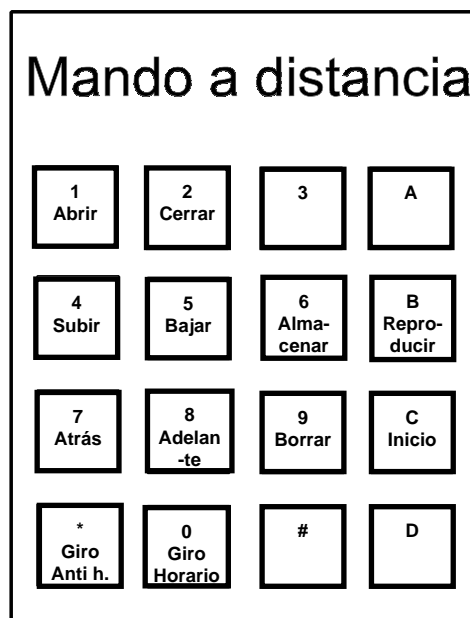 Mando a distancia
1
Abrir
2
Cerrar
3
A
4
Subir
5
Bajar
6
Alma-
cenar
B
Repro-
ducir
7
Atrás
8
Adelan
-te
9
Borrar
C
Inicio
*
Giro
Anti h.
0
Giro
Horario
#
D